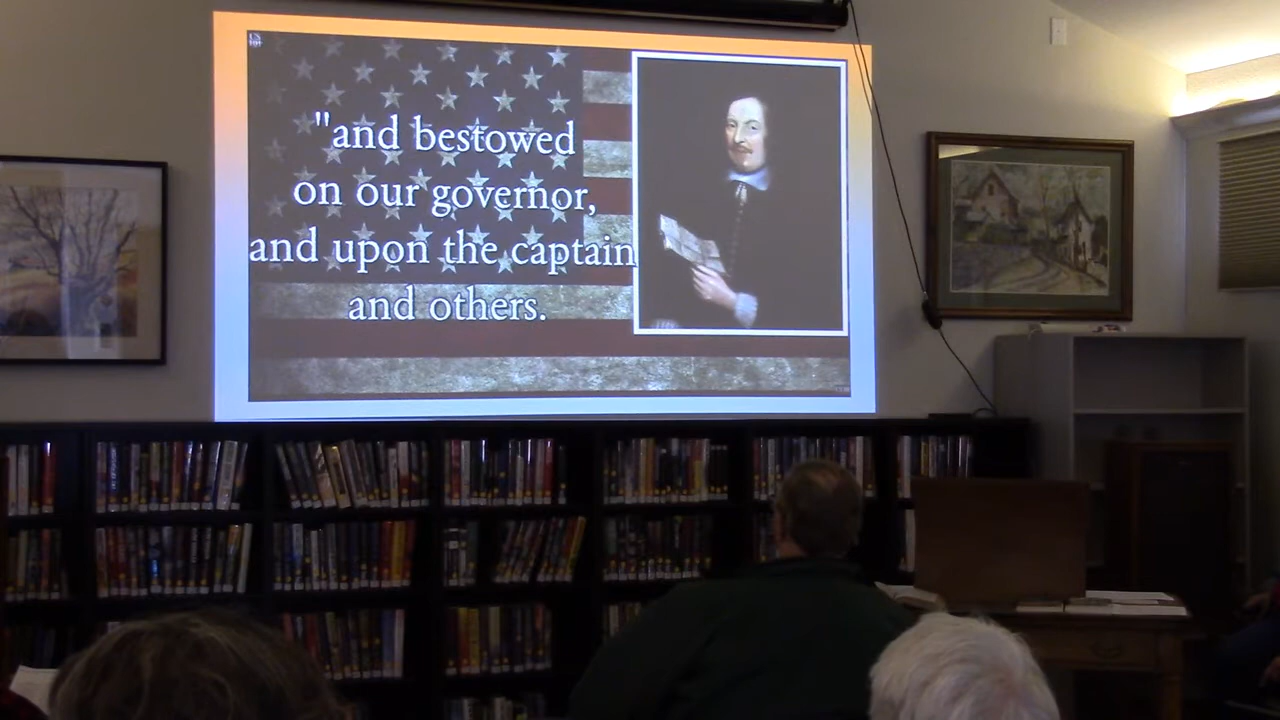 "and bestowed
on our governor,
and upon the captain
and others.